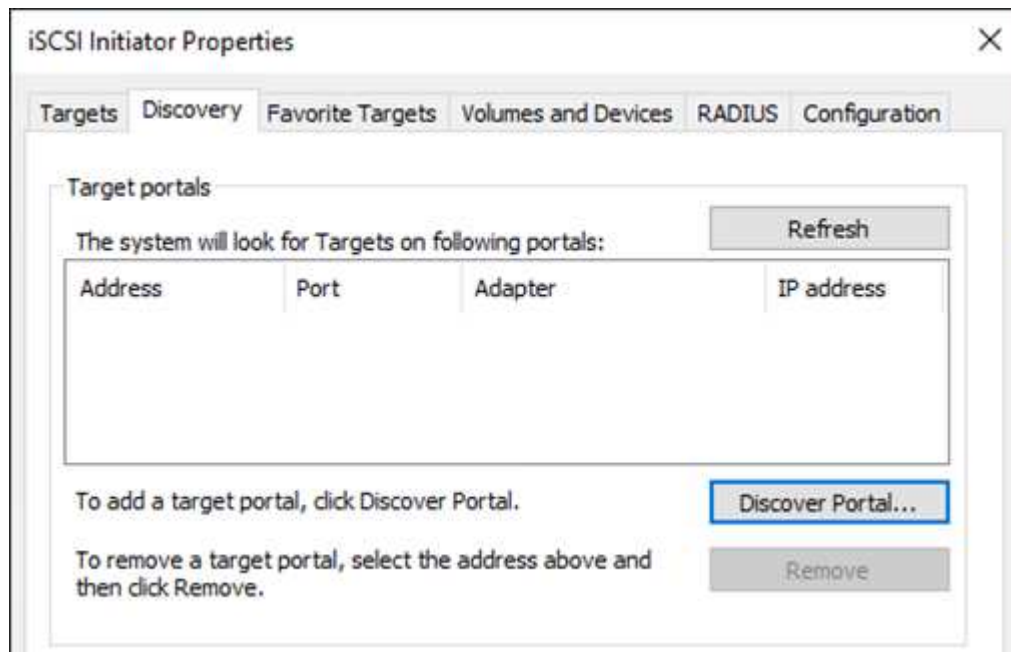 iSCSI Initiator Properties
Targets Discovery Favorite Targets Volumes and Devices RADIUS Configuration
Target portals
The system will look for Targets on following portals:
Refresh
Address Port Adapter IP address
To add a target portal, click Discover Portal.
Discover Portal...
To remove a target portal, select the address above and
then click Remove.
Remove